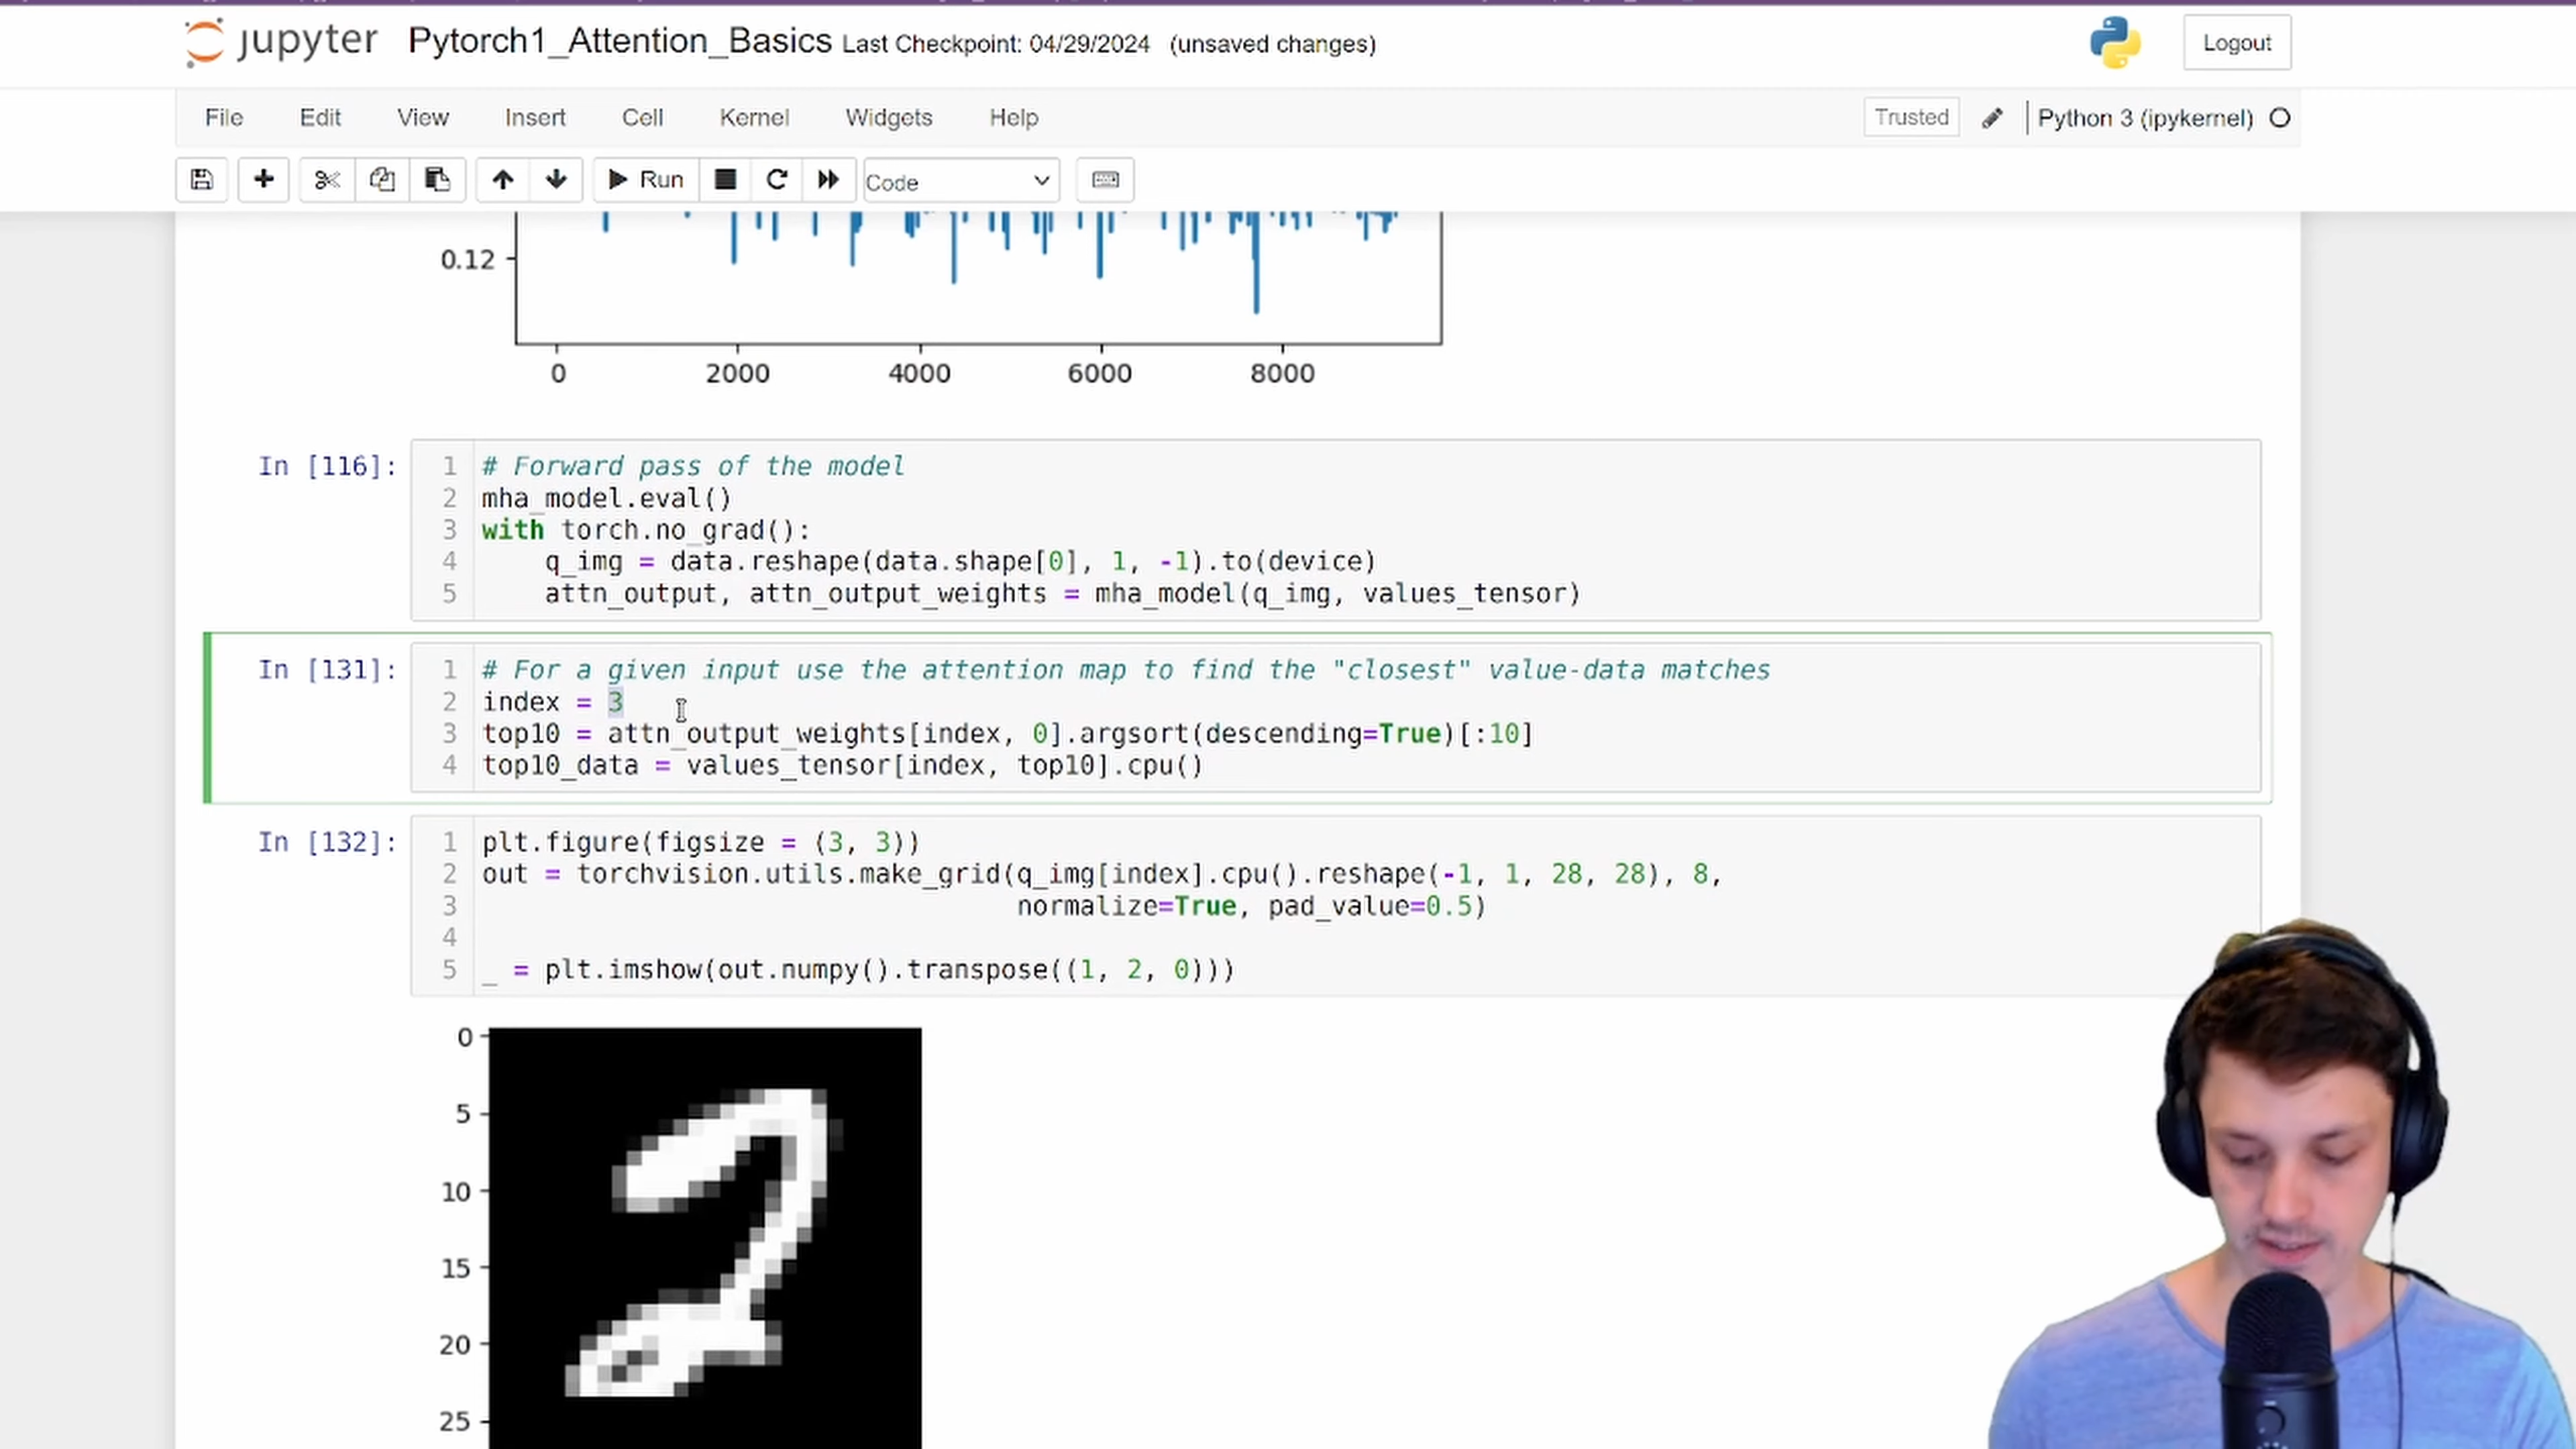 jupyter Pytorch1_Attention_Basics Last Checkpoint: 04/29/2024 (unsaved changes) Logout
File Edit View Insert Cell Kernel Widgets Help Trusted Python 3 (ipykernel)
Run Code
0.12
0 2000 4000 6000 8000
In [116]:
1 # Forward pass of the model
2 mha_model.eval()
3 with torch.no_grad():
4 q_img = data.reshape(data.shape[0], 1, -1).to(device)
5 attn_output, attn_output_weights = mha_model(q_img, values_tensor)
In [131]:
1 # For a given input use the attention map to find the "closest" value-data matches
2 index = 3
3 top10 = attn_output_weights[index, 0].argsort(descending=True)[:10]
4 top10_data = values_tensor[index, top10].cpu()
In [132]:
1 plt.figure(figsize = (3, 3))
2 out = torchvision.utils.make_grid(q_img[index].cpu().reshape(-1, 1, 28, 28), 8,
3 normalize=True, pad_value=0.5)
4
5 _ = plt.imshow(out.numpy().transpose((1, 2, 0)))
0
5
10
15
20
25
2